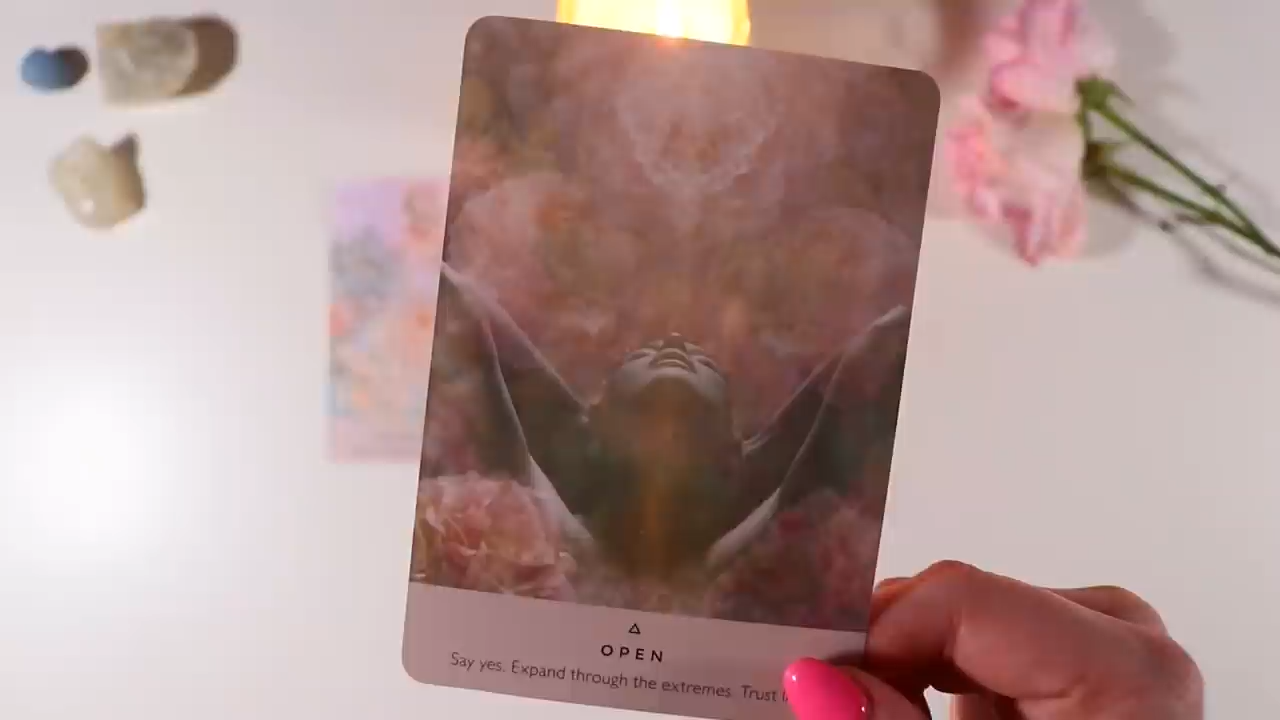 OPEN
Say yes. Expand through the extremes. Trust